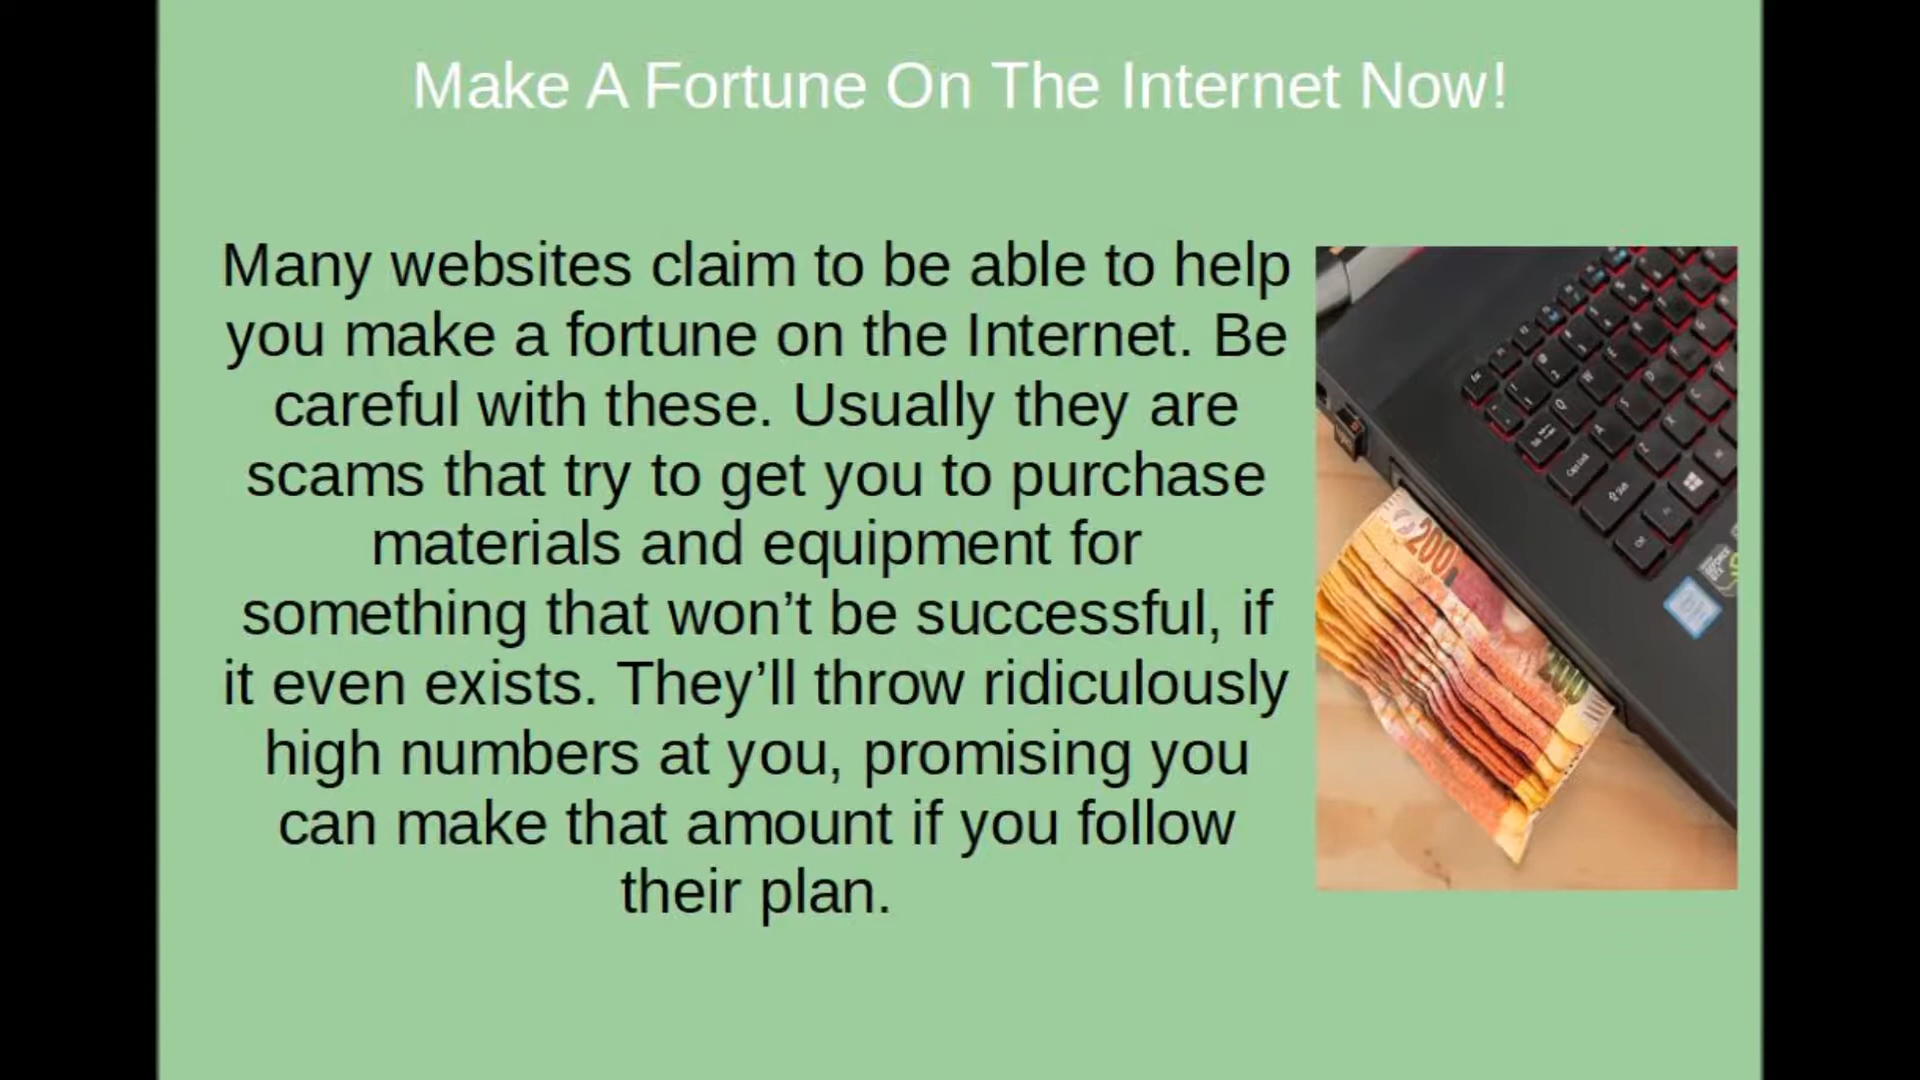 Make A Fortune On The Internet Now!
Many websites claim to be able to help
you make a fortune on the Internet. Be
careful with these. Usually they are
scams that try to get you to purchase
materials and equipment for
something that won’t be successful, if
it even exists. They’ll throw ridiculously
high numbers at you, promising you
can make that amount if you follow
their plan.
200